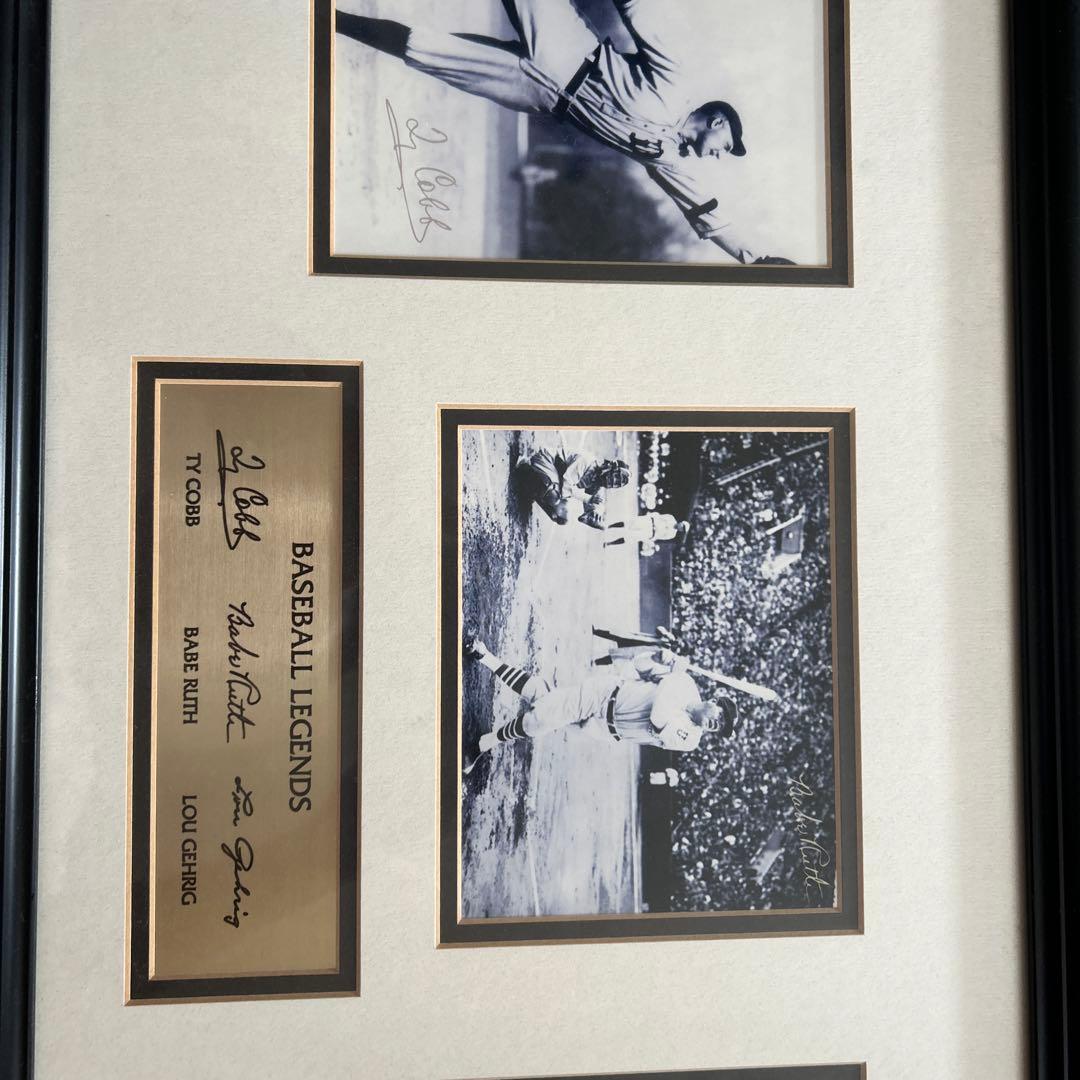 Ty Cobb
Babe Ruth
BASEBALL LEGENDS
Ty Cobb Babe Ruth Lou Gehrig
TY COBB BABE RUTH LOU GEHRIG